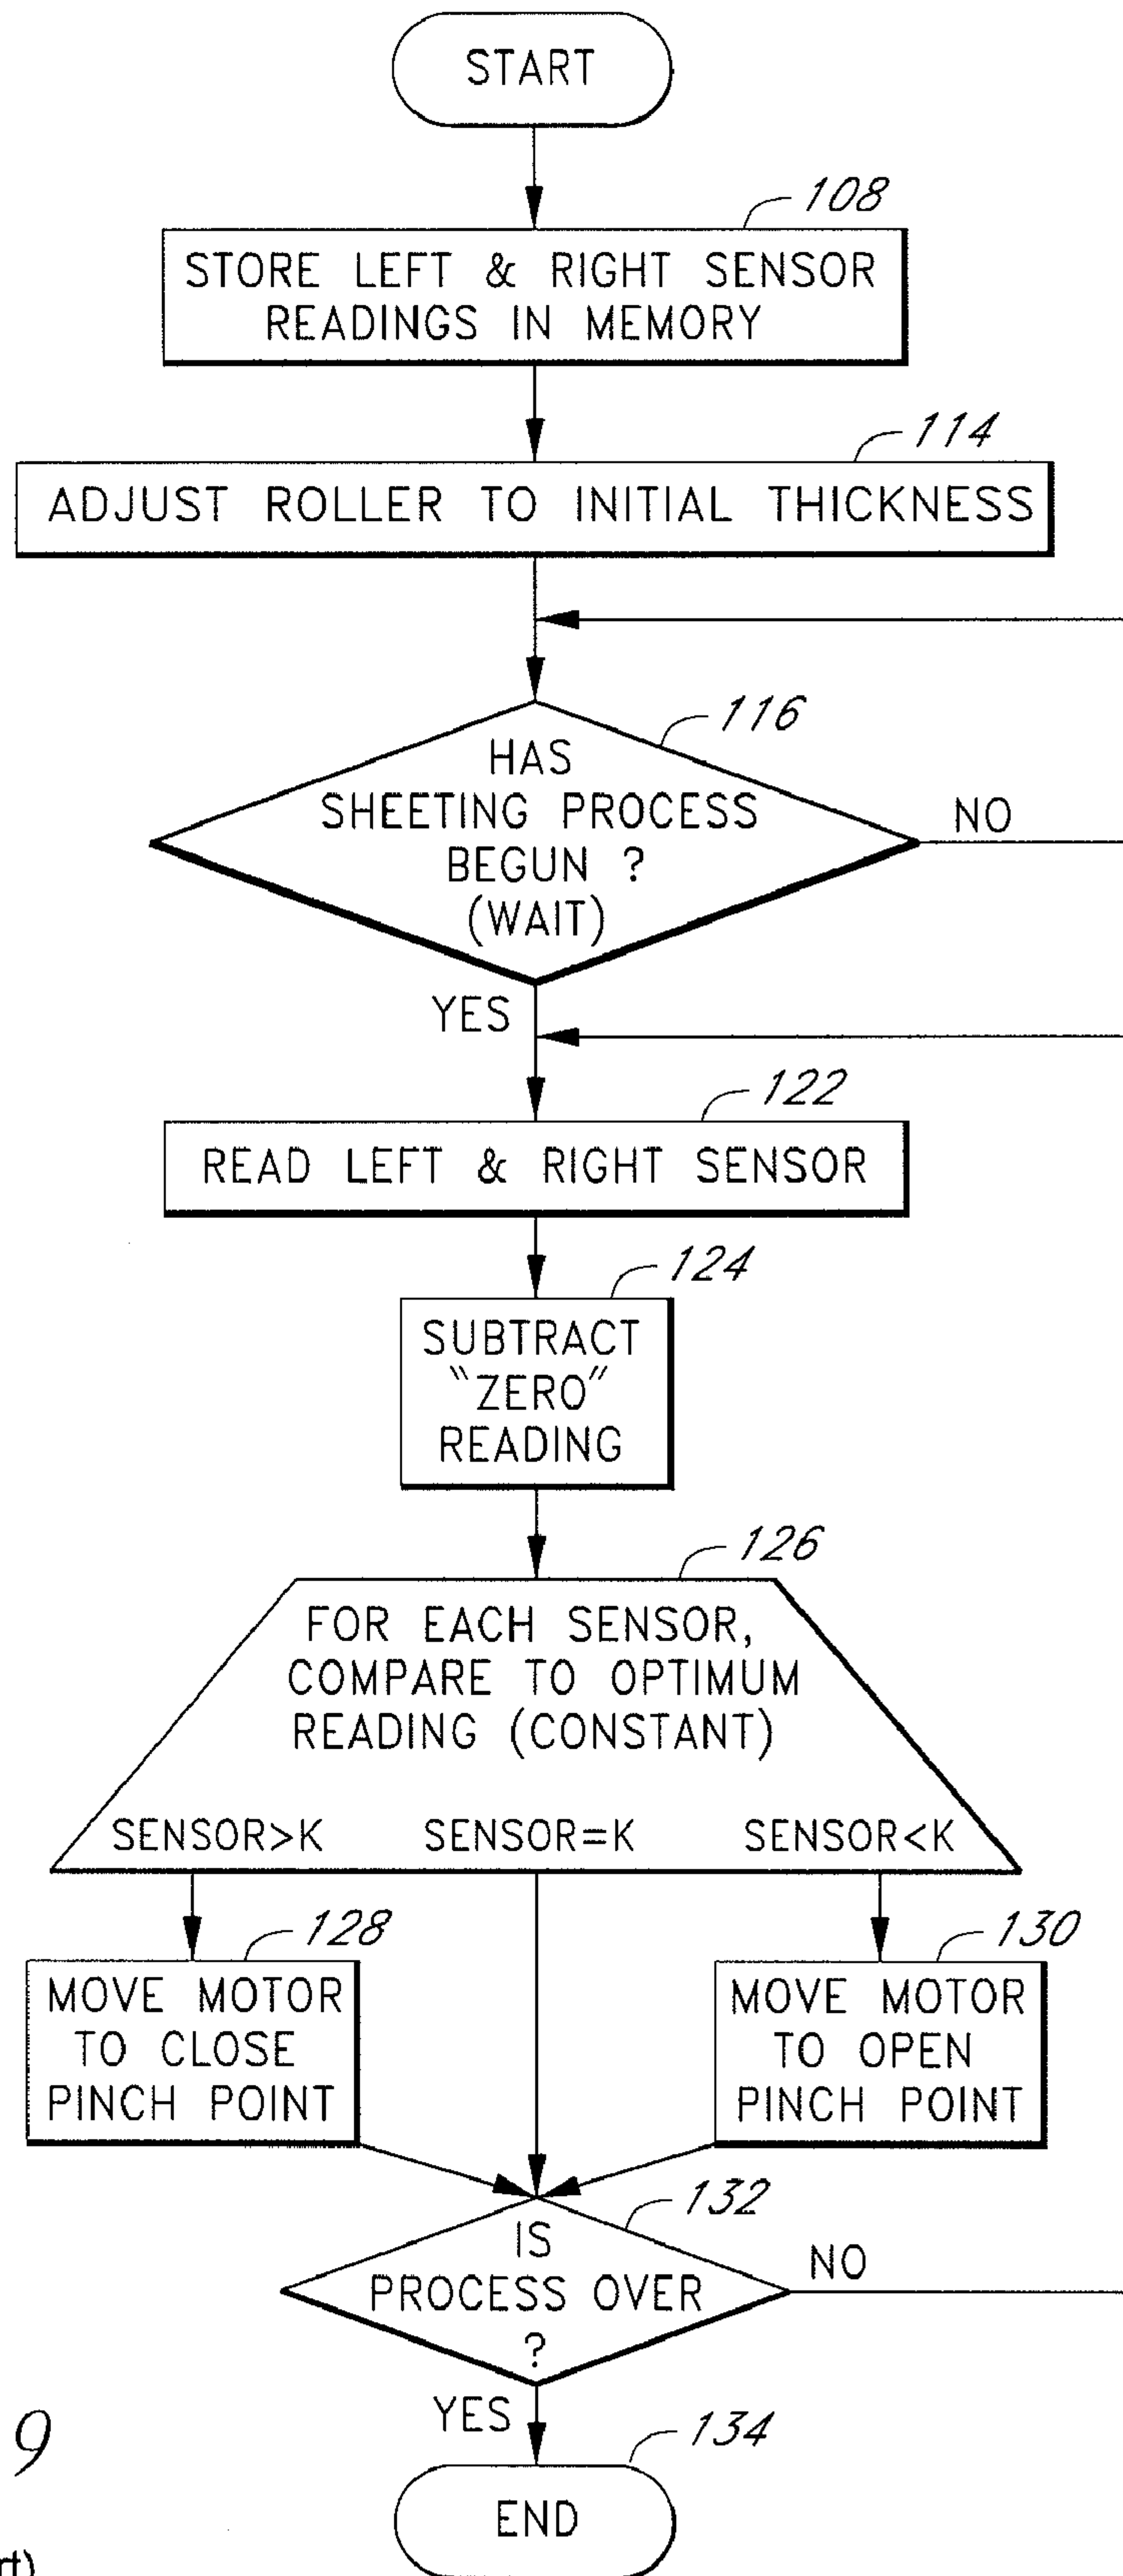 START
108
STORE LEFT & RIGHT SENSOR
READINGS IN MEMORY
114
ADJUST ROLLER TO INITIAL THICKNESS
116
HAS
SHEETING PROCESS
BEGUN ?
(WAIT)
NO
YES
122
READ LEFT & RIGHT SENSOR
124
SUBTRACT
"ZERO"
READING
126
FOR EACH SENSOR,
COMPARE TO OPTIMUM
READING (CONSTANT)
SENSOR>K SENSOR=K SENSOR<K
128
MOVE MOTOR
TO CLOSE
PINCH POINT
130
MOVE MOTOR
TO OPEN
PINCH POINT
132
IS
PROCESS OVER
?
NO
YES
9
134
END
rt)